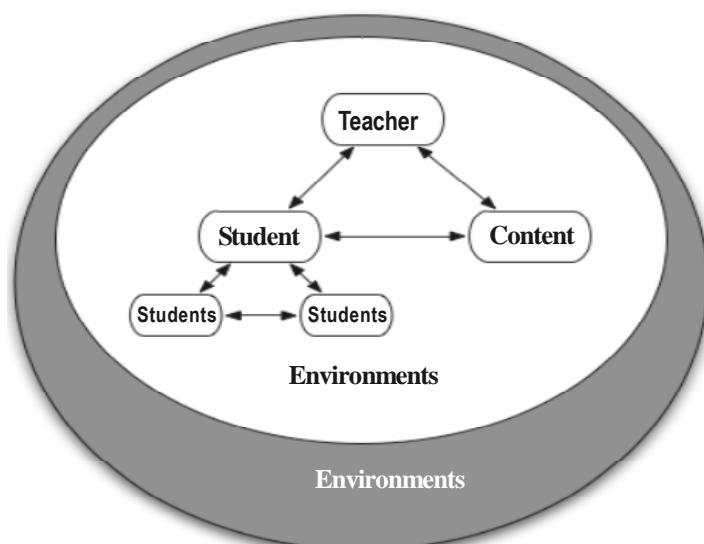 Teacher
Student
Content
Students
Students
Environments
Environments